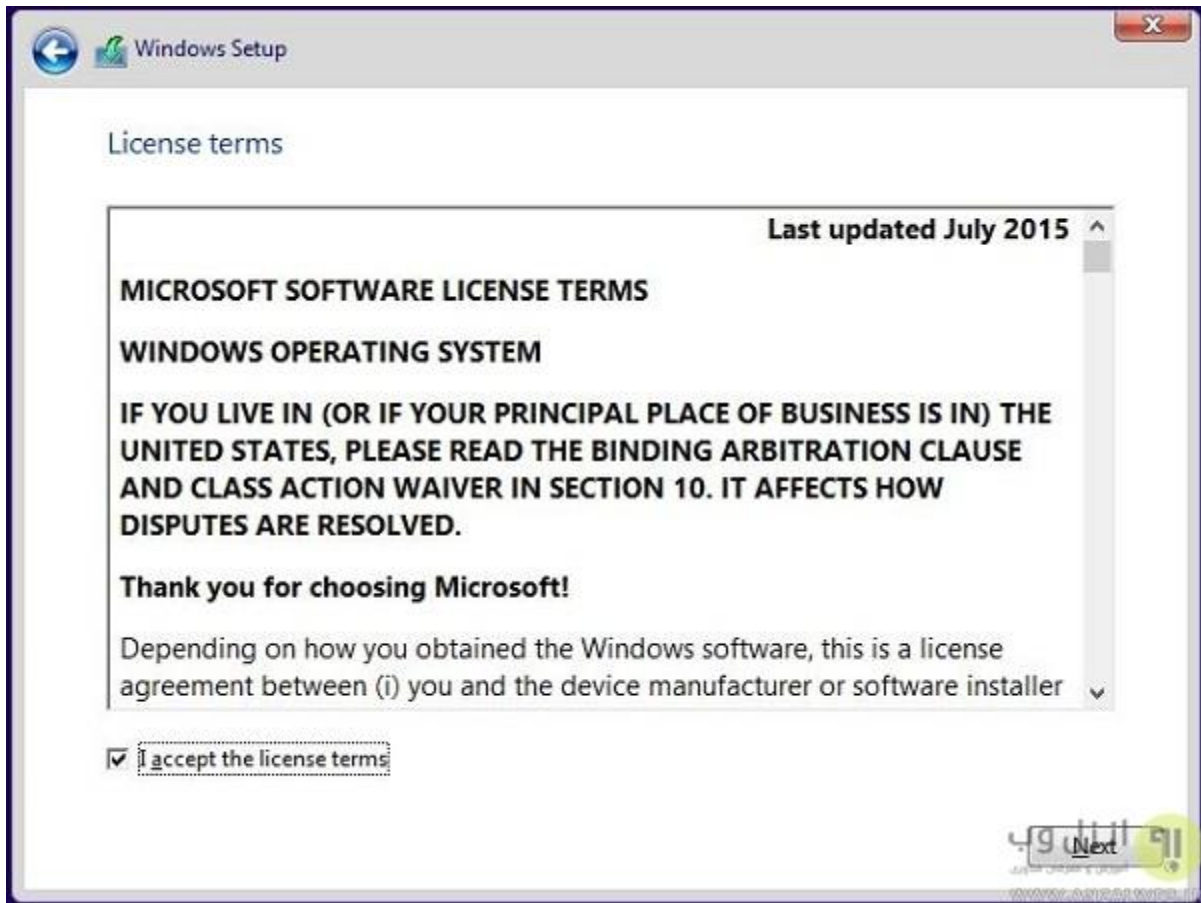 Windows Setup
License terms
Last updated July 2015
MICROSOFT SOFTWARE LICENSE TERMS
WINDOWS OPERATING SYSTEM
IF YOU LIVE IN (OR IF YOUR PRINCIPAL PLACE OF BUSINESS IS IN) THE
UNITED STATES, PLEASE READ THE BINDING ARBITRATION CLAUSE
AND CLASS ACTION WAIVER IN SECTION 10. IT AFFECTS HOW
DISPUTES ARE RESOLVED.
Thank you for choosing Microsoft!
Depending on how you obtained the Windows software, this is a license
agreement between (i) you and the device manufacturer or software installer
I accept the license terms
Next